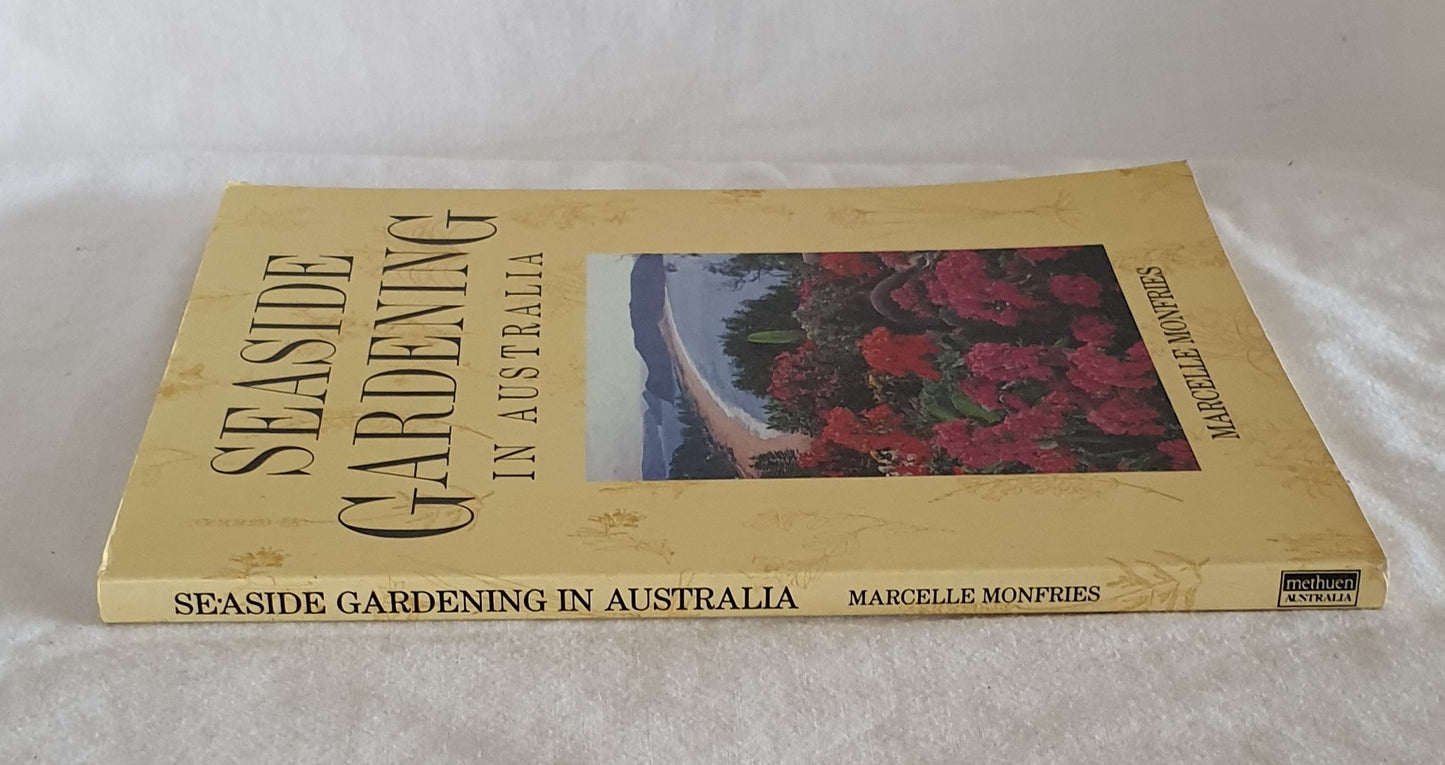 SEASIDE
GARDENING
IN AUSTRALIA
MARCELLE MONFRIES
SEASIDE GARDENING IN AUSTRALIA MARCELLE MONFRIES methuen
AUSTRALIA